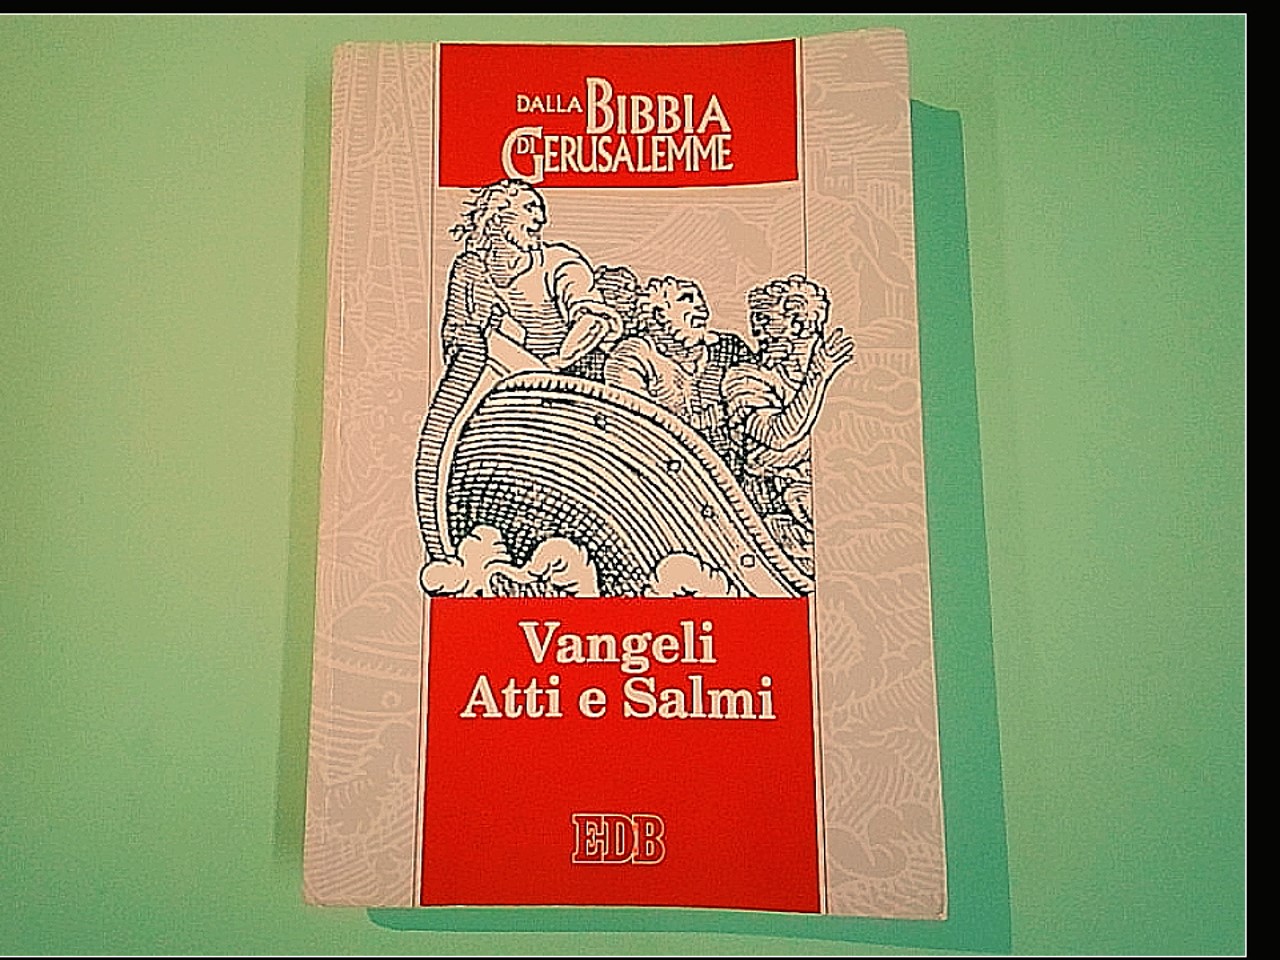 DALLA BIBBIA
DI GERUSALEMME
Vangeli
Atti e Salmi
EDB